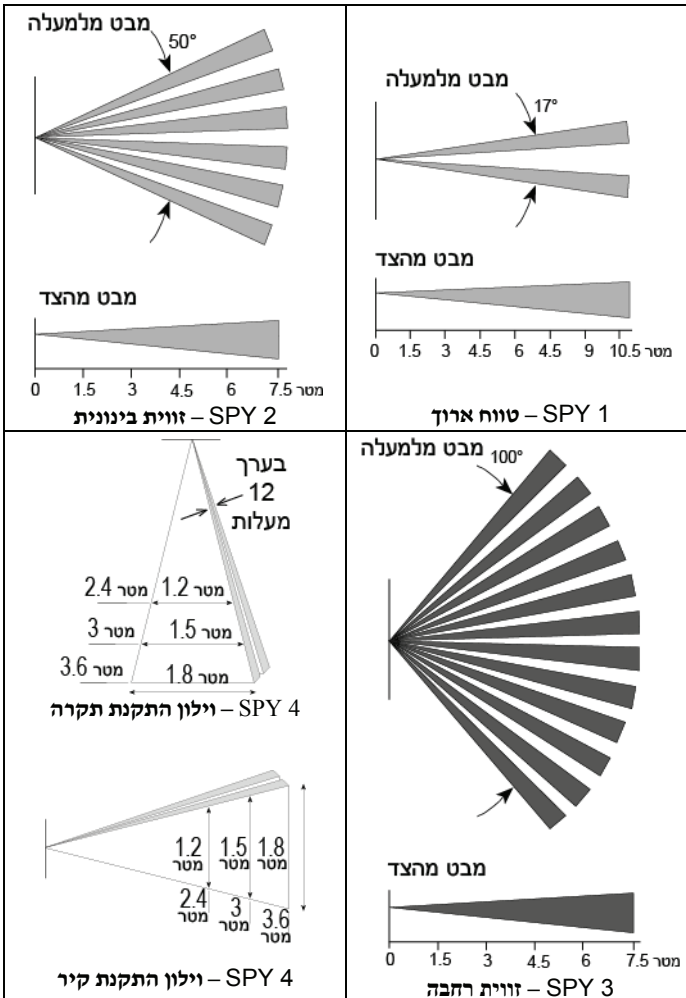 מבט מלמעלה
17°
מבט מהצד
0 1.5 3 4.5 6 4.5 9 10.5 מטר
SPY 1 – טווח ארוך
מבט מלמעלה
50°
מבט מהצד
0 1.5 3 4.5 6 7.5 מטר
SPY 2 – זווית בינונית
מבט מלמעלה
100°
מבט מהצד
0 1.5 3 4.5 6 7.5 מטר
SPY 3 – זווית רחבה
בערך
12
מעלות
2.4 מטר 1.2 מטר
3 מטר 1.5 מטר
3.6 מטר 1.8 מטר
SPY 4 – וילון התקנת תקרה
1.2 מטר
1.5 מטר
1.8 מטר
2.4 מטר
3 מטר
3.6 מטר
SPY 4 – וילון התקנת קיר